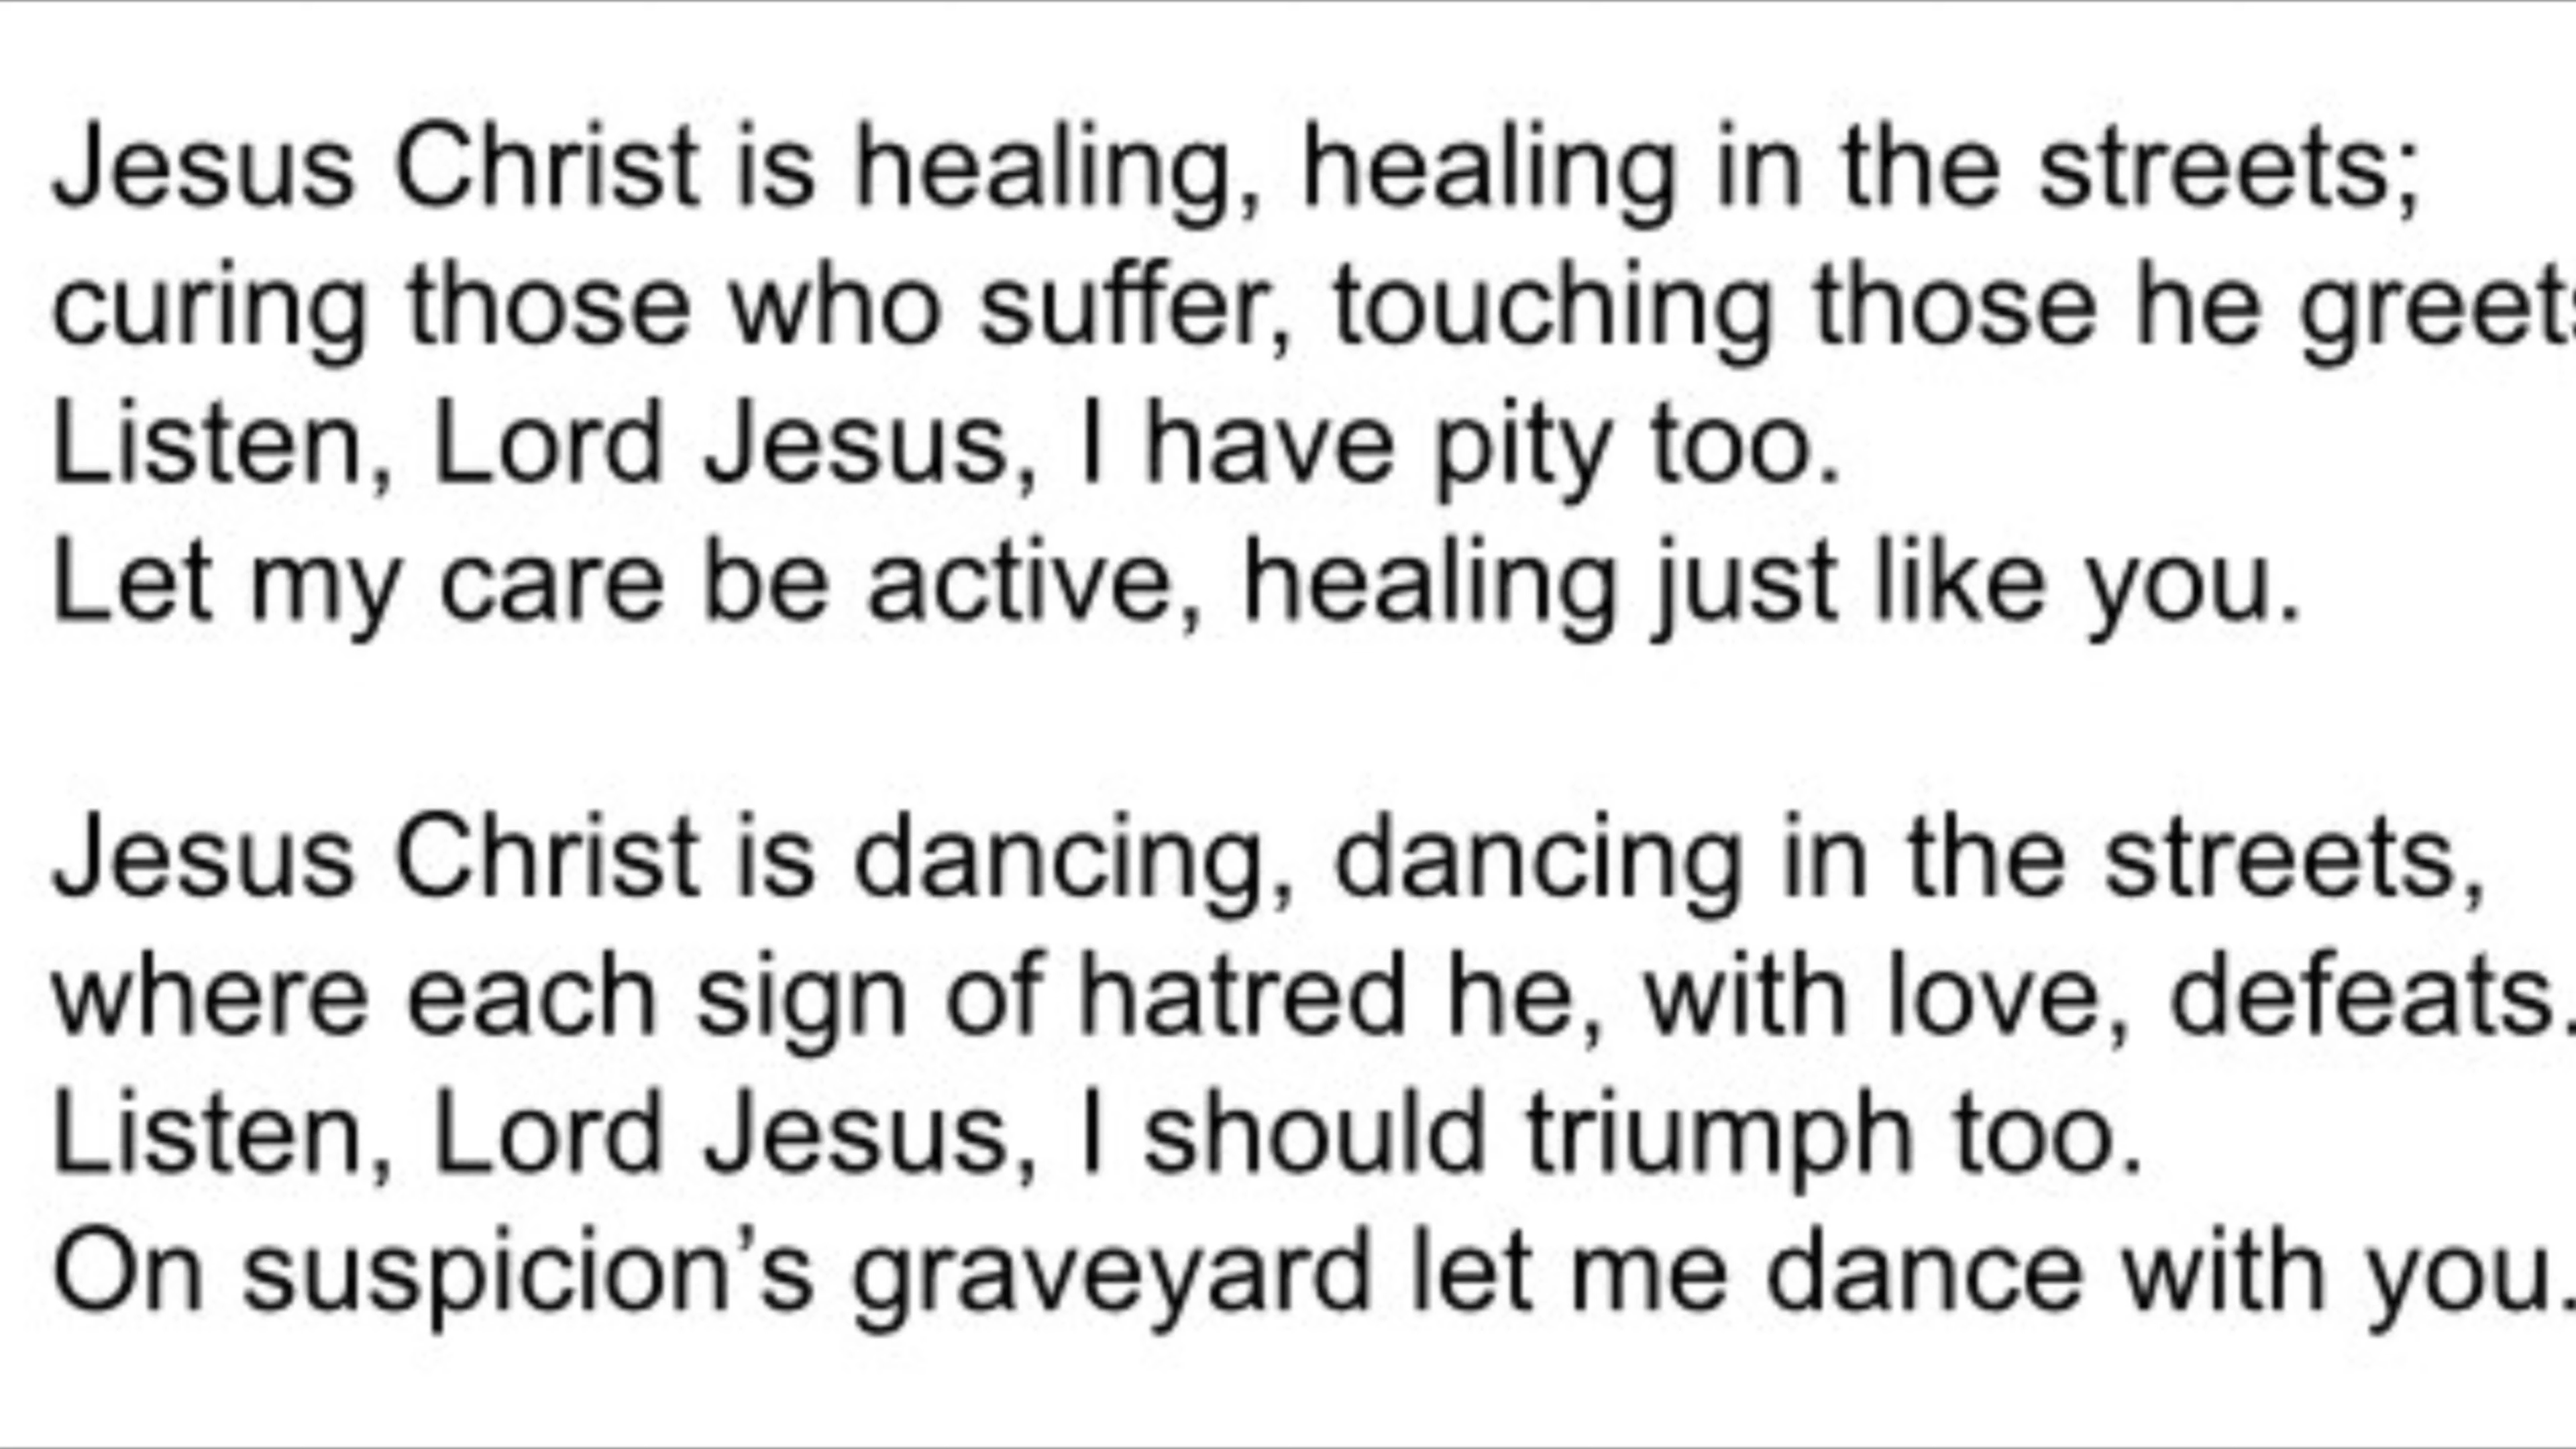 Jesus Christ is healing, healing in the streets;
curing those who suffer, touching those he greets
Listen, Lord Jesus, I have pity too.
Let my care be active, healing just like you.
Jesus Christ is dancing, dancing in the streets,
where each sign of hatred he, with love, defeats.
Listen, Lord Jesus, I should triumph too.
On suspicion’s graveyard let me dance with you.